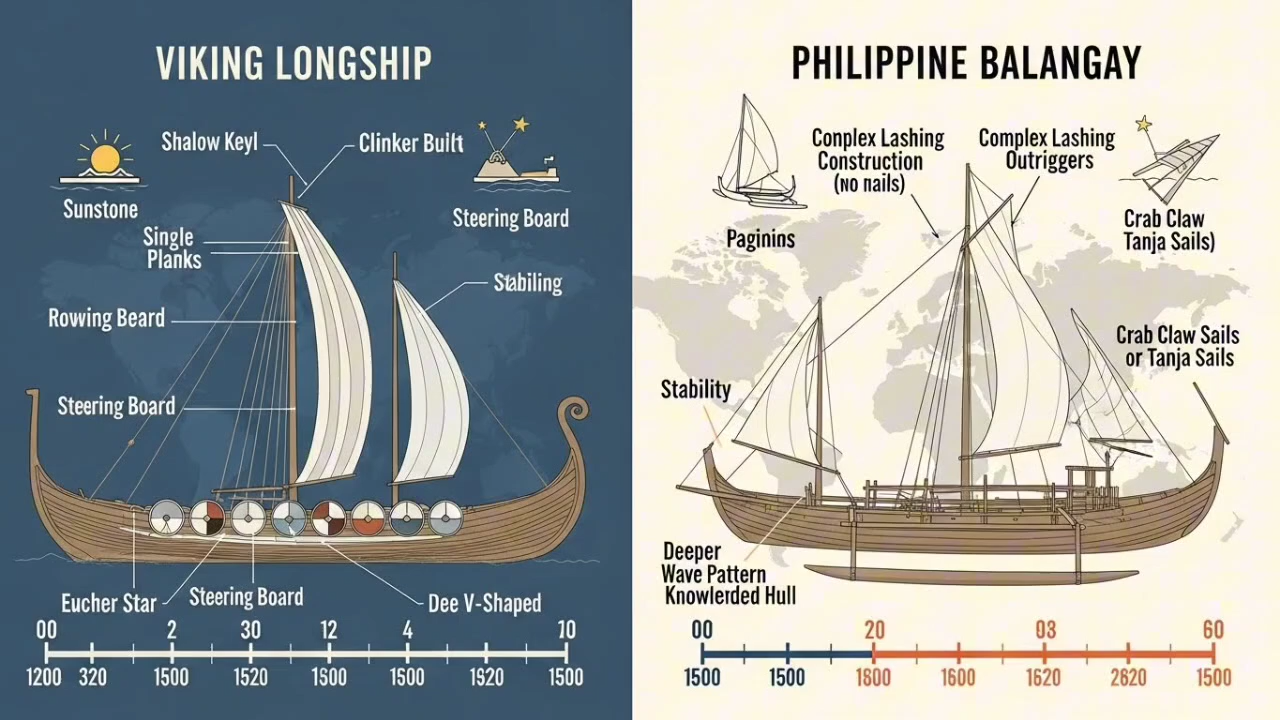 VIKING LONGSHIP
Shalow Keyl
Clinker Built
Sunstone
Steering Board
Single
Planks
Stabiling
Rowing Beard
Steering Board
Eucher Star
Steering Board
Dee V-Shaped
00 2 30 12 4 10
1200 320 1500 1520 1S00 1500 1S20 1500
PHILIPPINE BALANGAY
Conplex Lashing
Construction
(no nails)
Complex Lashing
Outriggers
Paginins
Crab Claw
Tanja Sails)
Crab Claw Sails
or Tanja Sails
Stability
Deeper
Wave Pattern
Knowlerded Hull
00 20 03 60
1500 1500 1800 1600 1620 2620 1500